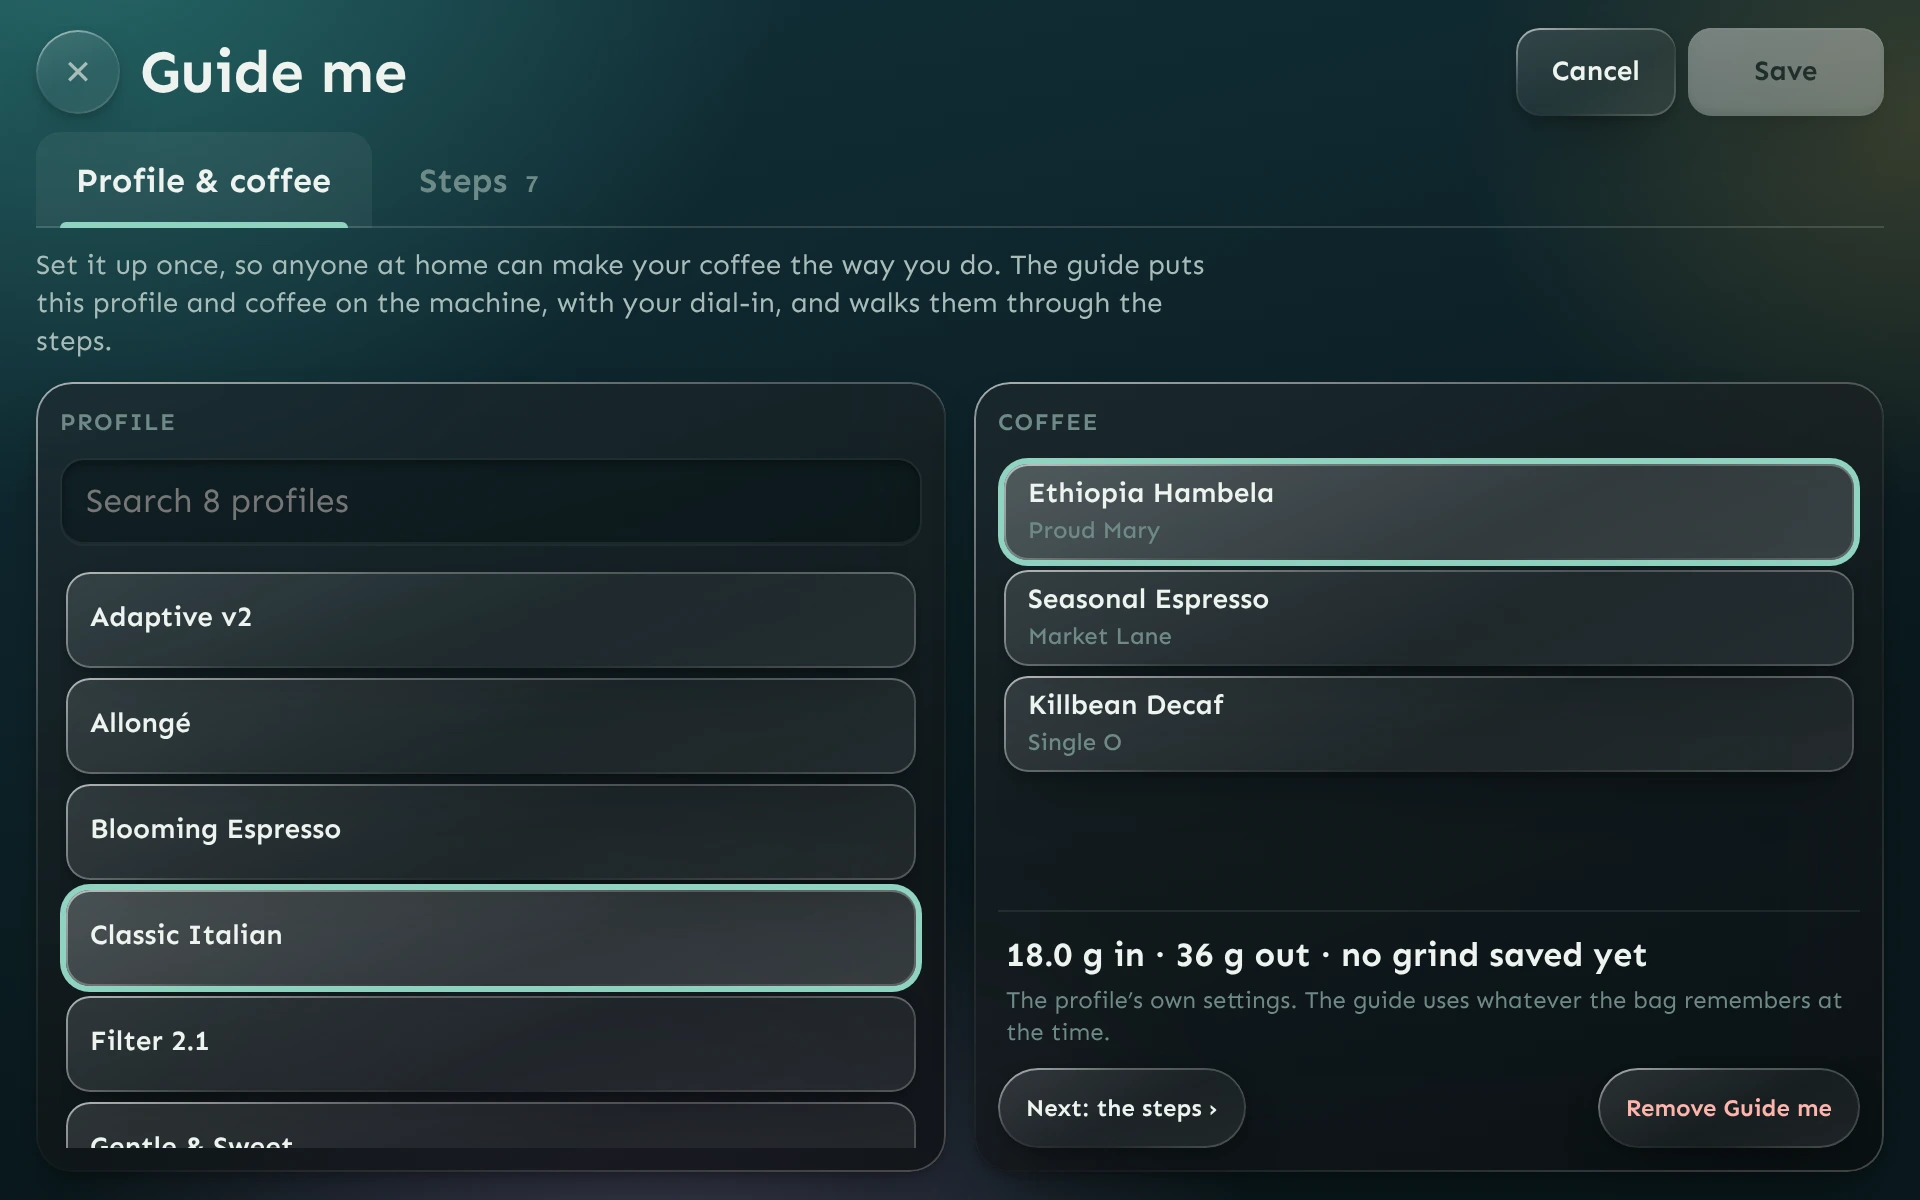 Guide me
Cancel
Save
Profile & coffee
Steps 7
Set it up once, so anyone at home can make your coffee the way you do. The guide puts
this profile and coffee on the machine, with your dial-in, and walks them through the
steps.
PROFILE
Search 8 profiles
Adaptive v2
Allongé
Blooming Espresso
Classic Italian
Filter 2.1
Gentle & Sweet
COFFEE
Ethiopia Hambela
Proud Mary
Seasonal Espresso
Market Lane
Killbean Decaf
Single O
18.0 g in · 36 g out · no grind saved yet
The profile’s own settings. The guide uses whatever the bag remembers at
the time.
Next: the steps ›
Remove Guide me